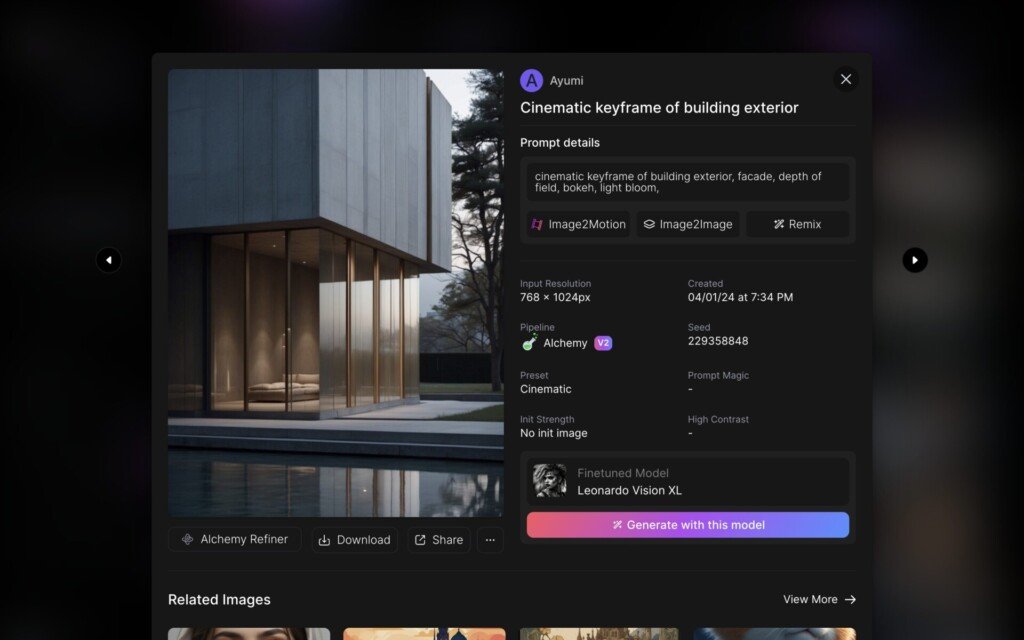 A Ayumi
Cinematic keyframe of building exterior
Prompt details
cinematic keyframe of building exterior, facade, depth of
field, bokeh, light bloom,
Image2Motion Image2Image Remix
Input Resolution
768 × 1024px
Created
04/01/24 at 7:34 PM
Pipeline
Alchemy V2
Seed
229358848
Preset
Cinematic
Prompt Magic
-
Init Strength
No init image
High Contrast
-
Finetuned Model
Leonardo Vision XL
Generate with this model
Alchemy Refiner Download Share ...
Related Images View More